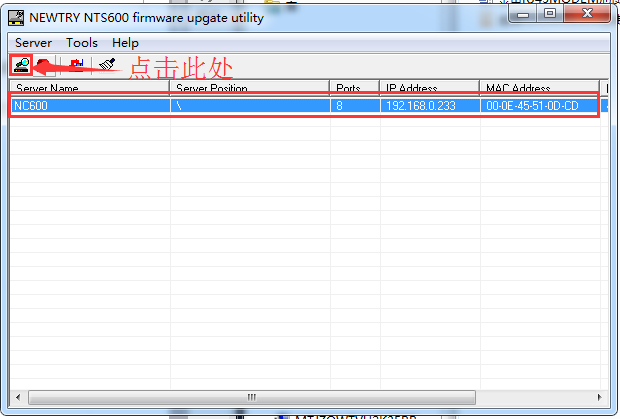 NEWTRY NTS600 firmware upgate utility
Server Tools Help
点击此处
Server Name Server Position Ports IP Address MAC Address
NC600 \ 8 192.168.0.233 00-0E-45-51-0D-CD